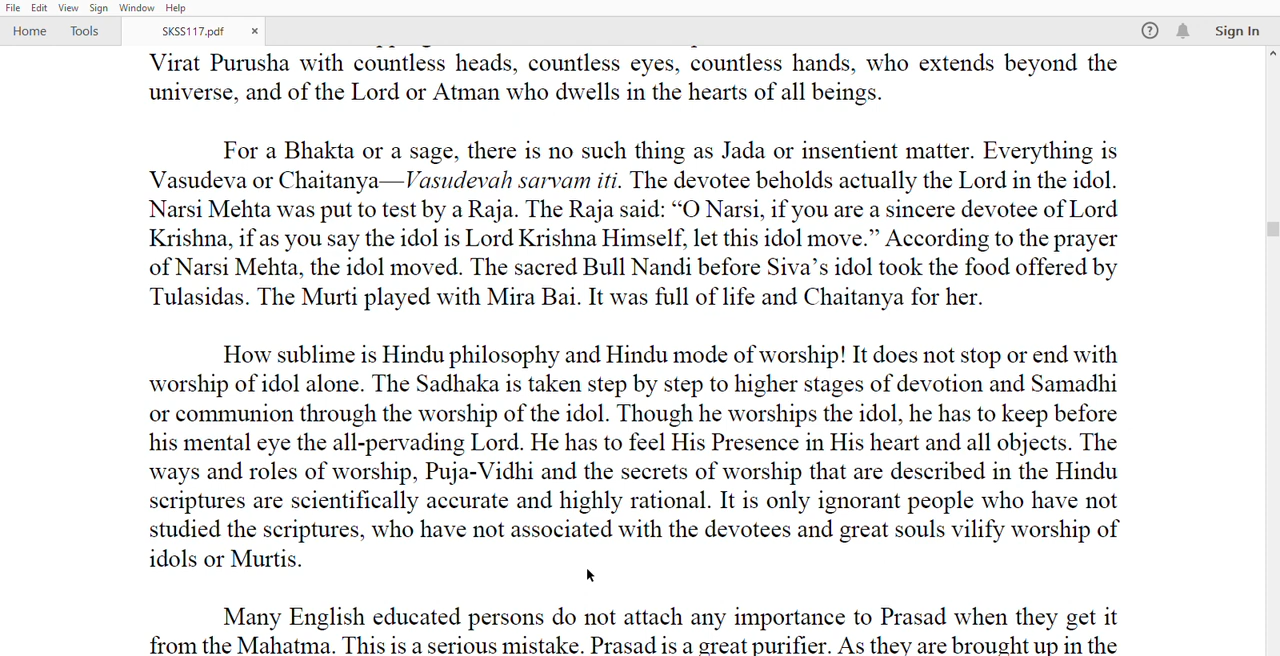 File Edit View Sign Window Help
Home Tools SKSS117.pdf × ? Sign In
Virat Purusha with countless heads, countless eyes, countless hands, who extends beyond the
universe, and of the Lord or Atman who dwells in the hearts of all beings.
For a Bhakta or a sage, there is no such thing as Jada or insentient matter. Everything is
Vasudeva or Chaitanya—Vasudevah sarvam iti. The devotee beholds actually the Lord in the idol.
Narsi Mehta was put to test by a Raja. The Raja said: “O Narsi, if you are a sincere devotee of Lord
Krishna, if as you say the idol is Lord Krishna Himself, let this idol move.” According to the prayer
of Narsi Mehta, the idol moved. The sacred Bull Nandi before Siva’s idol took the food offered by
Tulasidas. The Murti played with Mira Bai. It was full of life and Chaitanya for her.
How sublime is Hindu philosophy and Hindu mode of worship! It does not stop or end with
worship of idol alone. The Sadhaka is taken step by step to higher stages of devotion and Samadhi
or communion through the worship of the idol. Though he worships the idol, he has to keep before
his mental eye the all-pervading Lord. He has to feel His Presence in His heart and all objects. The
ways and roles of worship, Puja-Vidhi and the secrets of worship that are described in the Hindu
scriptures are scientifically accurate and highly rational. It is only ignorant people who have not
studied the scriptures, who have not associated with the devotees and great souls vilify worship of
idols or Murtis.
Many English educated persons do not attach any importance to Prasad when they get it
from the Mahatma. This is a serious mistake. Prasad is a great purifier. As they are brought up in the